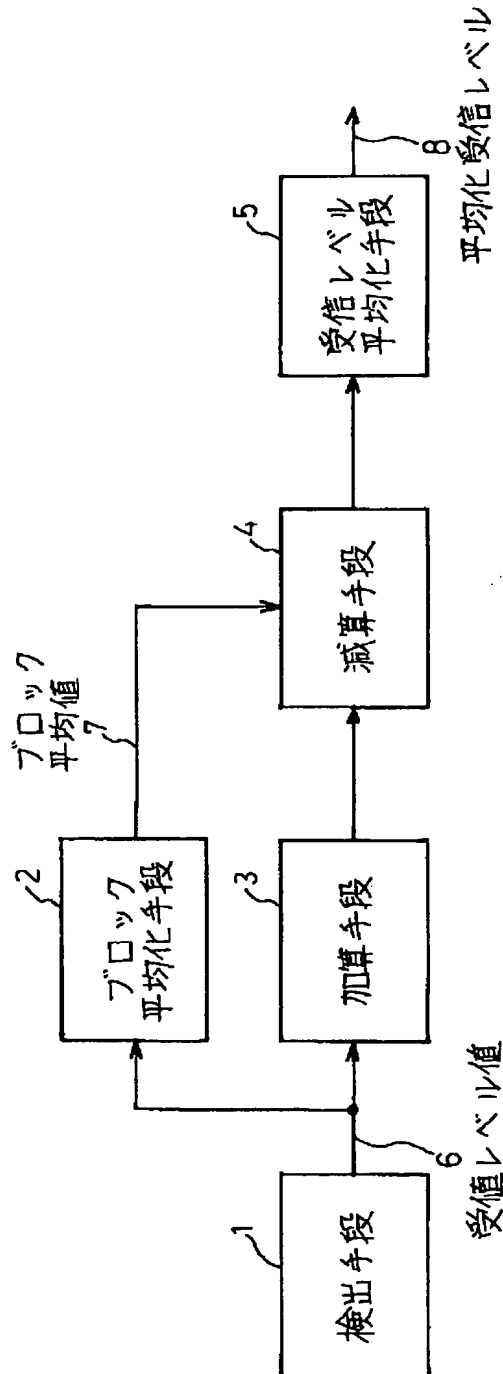 1
検出手段
6
受値レベル値
2
ブロック
平均化手段
ブロック
平均値
7
3
加算手段
4
減算手段
5
受信レベル
平均化手段
8
平均化受信レベル